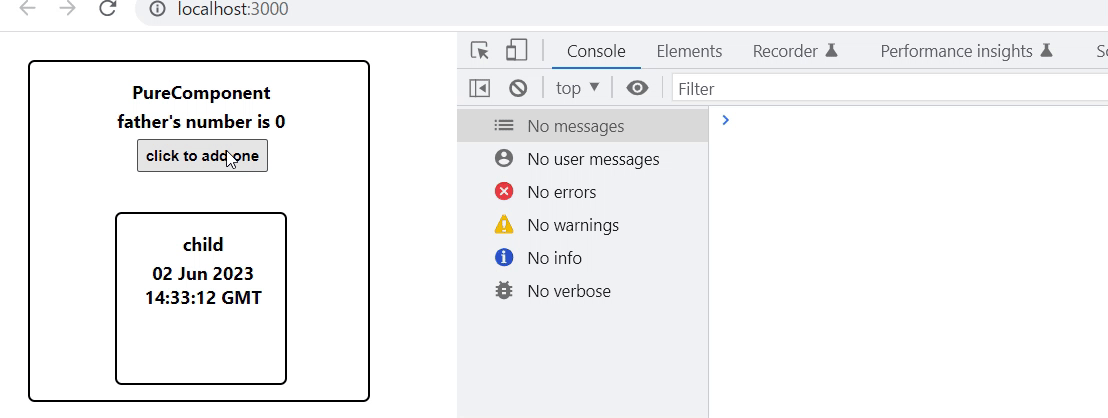 localhost:3000
PureComponent
father's number is 0
click to add one
child
02 Jun 2023
14:33:12 GMT
Console
Elements
Recorder
Performance insights
top
Filter
No messages
No user messages
No errors
No warnings
No info
No verbose